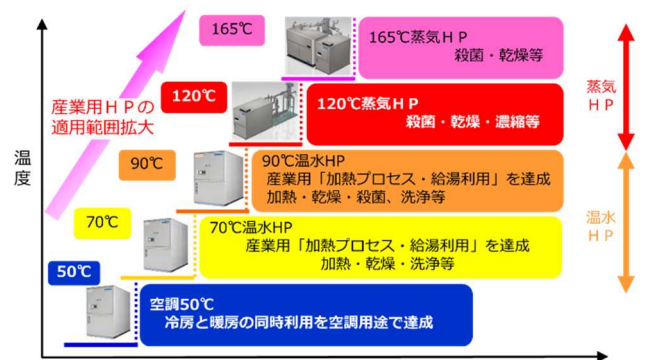 165℃
165℃蒸気ＨＰ
殺菌・乾燥等
産業用ＨＰの
適用範囲拡大
120℃
120℃蒸気ＨＰ
殺菌・乾燥・濃縮等
蒸気
ＨＰ
温度
90℃
90℃温水HP
産業用「加熱プロセス・給湯利用」を達成
加熱・乾燥・殺菌、洗浄等
70℃
70℃温水HP
産業用「加熱プロセス・給湯利用」を達成
加熱・乾燥・洗浄等
温水
ＨＰ
50℃
空調50℃
冷房と暖房の同時利用を空調用途で達成